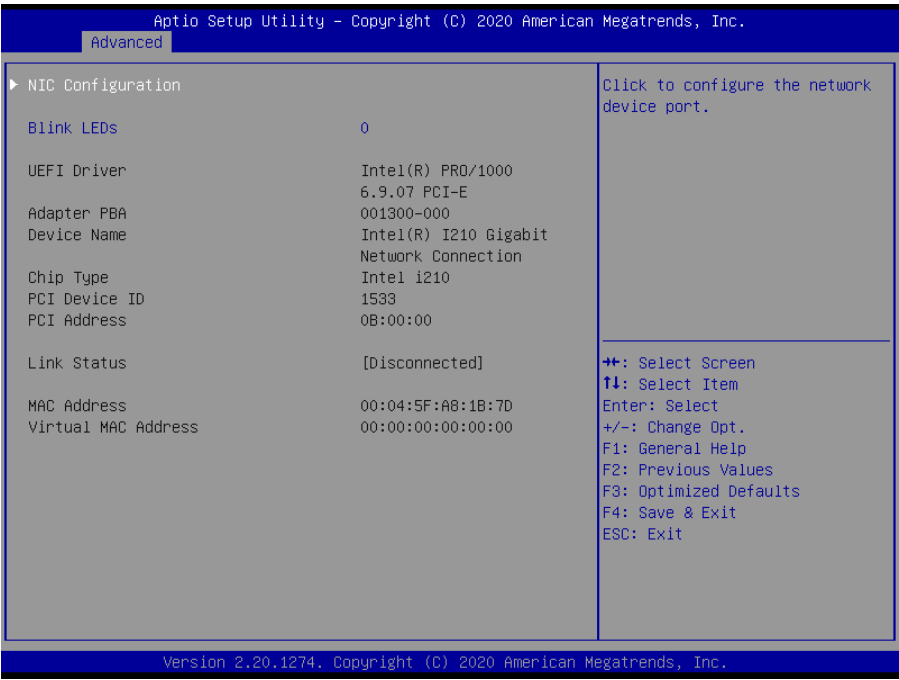 Aptio Setup Utility – Copyright (C) 2020 American Megatrends, Inc.
Advanced
▶ NIC Configuration
Blink LEDs 0
UEFI Driver Intel(R) PRO/1000
6.9.07 PCI-E
Adapter PBA 001300-000
Device Name Intel(R) I210 Gigabit
Network Connection
Chip Type Intel i210
PCI Device ID 1533
PCI Address 0B:00:00
Link Status [Disconnected]
MAC Address 00:04:5F:A8:1B:7D
Virtual MAC Address 00:00:00:00:00:00
Click to configure the network
device port.
→←: Select Screen
↑↓: Select Item
Enter: Select
+/-: Change Opt.
F1: General Help
F2: Previous Values
F3: Optimized Defaults
F4: Save & Exit
ESC: Exit
Version 2.20.1274. Copyright (C) 2020 American Megatrends, Inc.